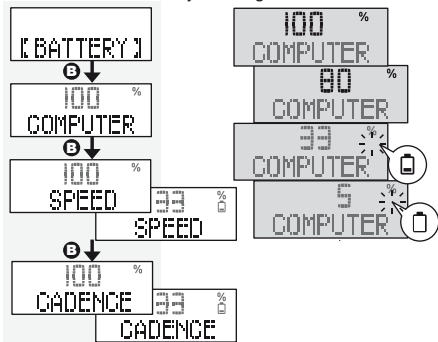 [BATTERY]
B
100 %
COMPUTER
B
100 %
SPEED
33 %
SPEED
B
100 %
CADENCE
33 %
CADENCE
100 %
COMPUTER
80 %
COMPUTER
33 %
COMPUTER
5 %
COMPUTER